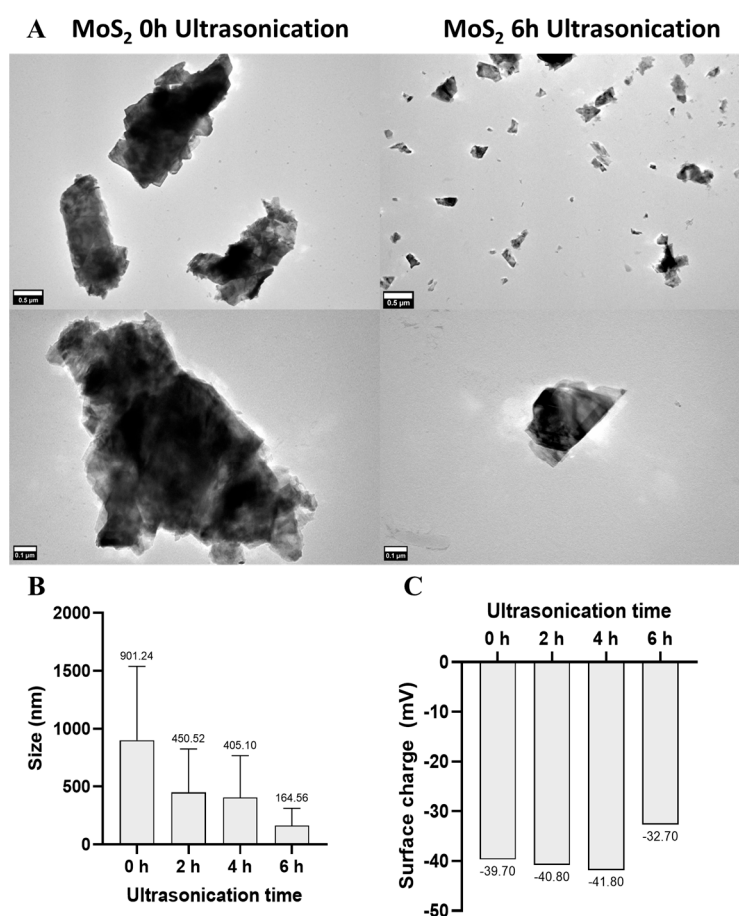 A MoS₂ 0h Ultrasonication MoS₂ 6h Ultrasonication
0.5 µm 0.5 µm
0.1 µm 0.1 µm
B
Size (nm)
2000
1500
1000
500
0
901.24
450.52
405.10
164.56
0 h 2 h 4 h 6 h
Ultrasonication time
C
Ultrasonication time
0 h 2 h 4 h 6 h
Surface charge (mV)
0
-10
-20
-30
-40
-50
-39.70
-40.80
-41.80
-32.70